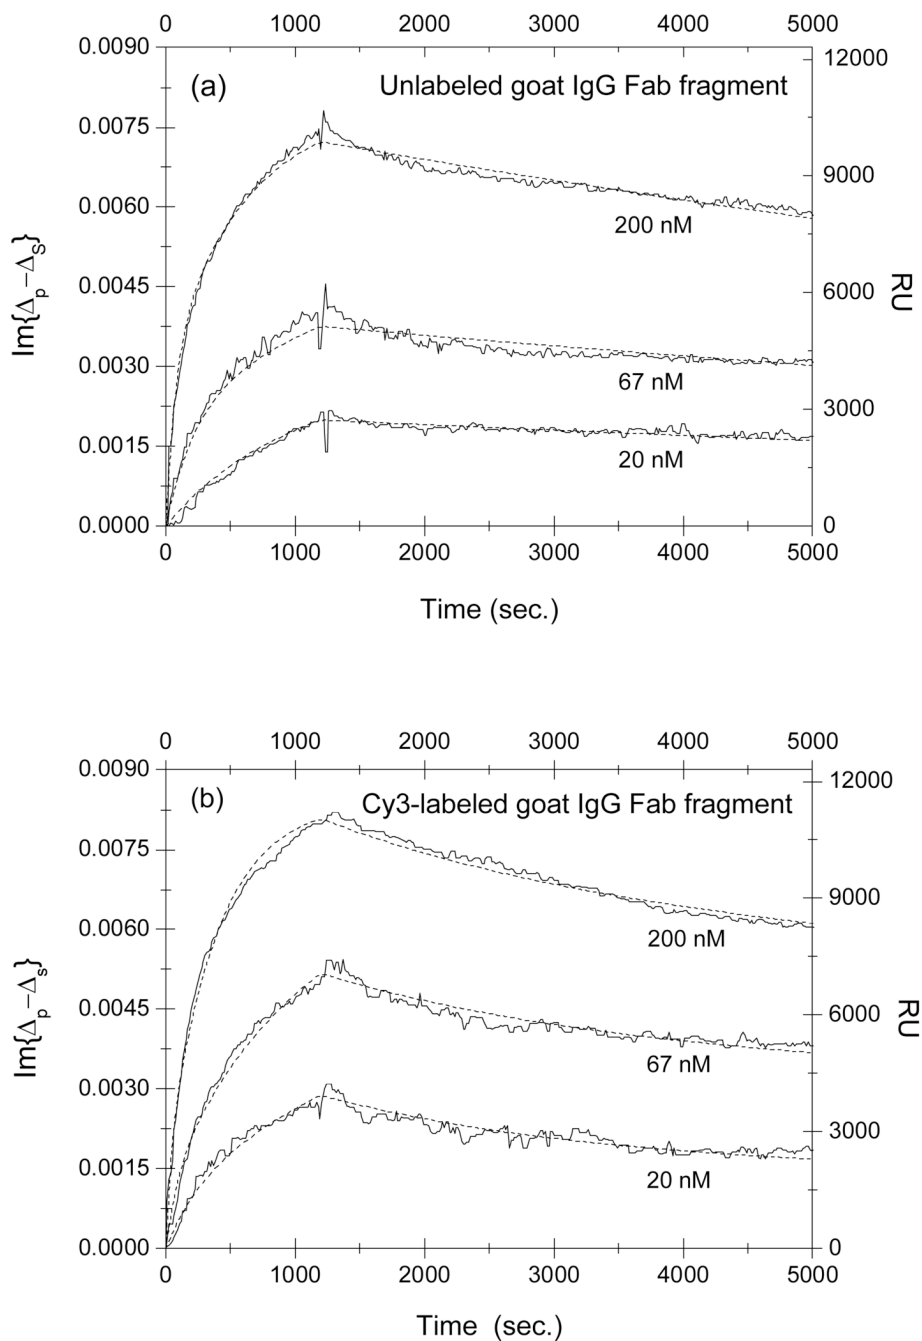 0 1000 2000 3000 4000 5000
(a) Unlabeled goat IgG Fab fragment
0.0090
0.0075
0.0060
0.0045
0.0030
0.0015
0.0000
Im{Δp−ΔS}
12000
9000
6000
3000
0
RU
200 nM
67 nM
20 nM
0 1000 2000 3000 4000 5000
Time (sec.)
0 1000 2000 3000 4000 5000
(b) Cy3-labeled goat IgG Fab fragment
0.0090
0.0075
0.0060
0.0045
0.0030
0.0015
0.0000
Im{Δp−Δs}
12000
9000
6000
3000
0
RU
200 nM
67 nM
20 nM
0 1000 2000 3000 4000 5000
Time (sec.)